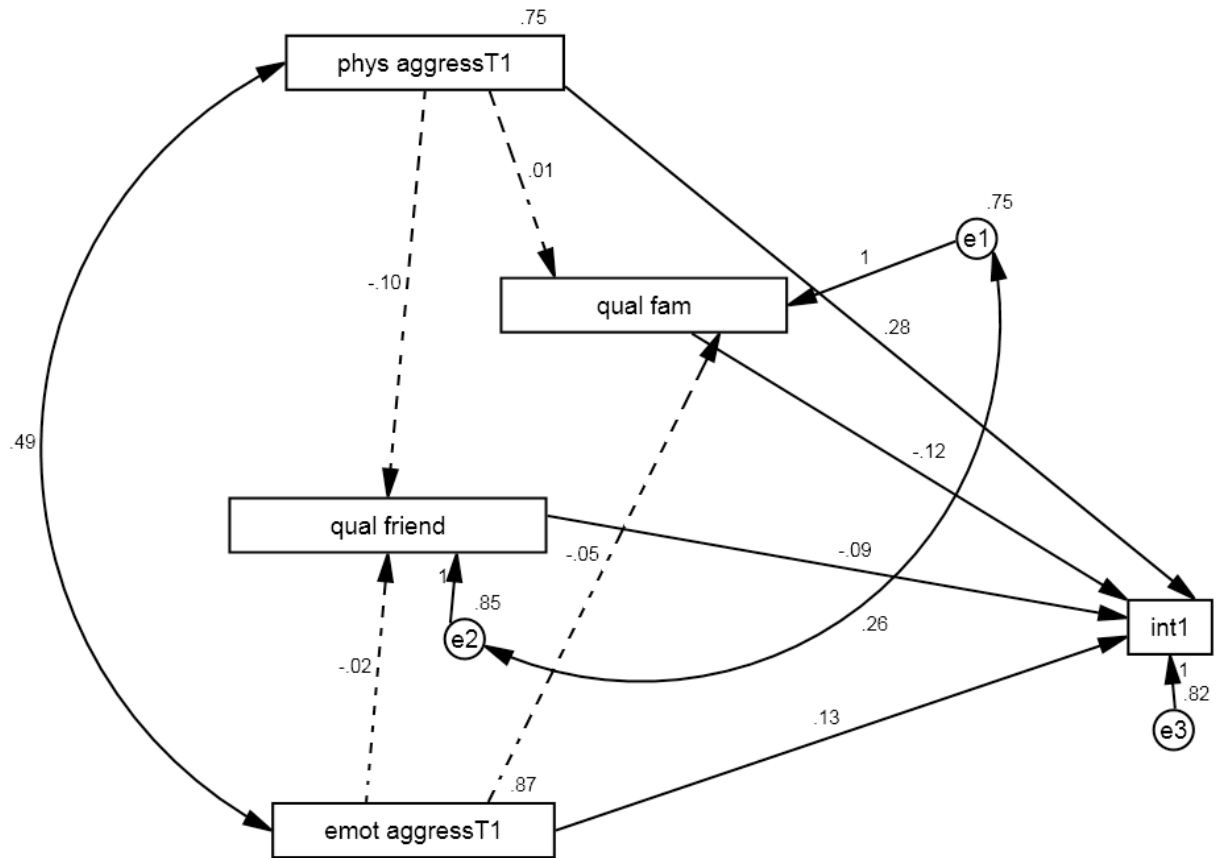 .75
phys aggressT1
.01
.75
e1
1
-.10
qual fam
.28
.49
-.12
qual friend
-.09
-.05
1
.85
e2
.26
int1
-.02
1
.82
.13
e3
.87
emot aggressT1